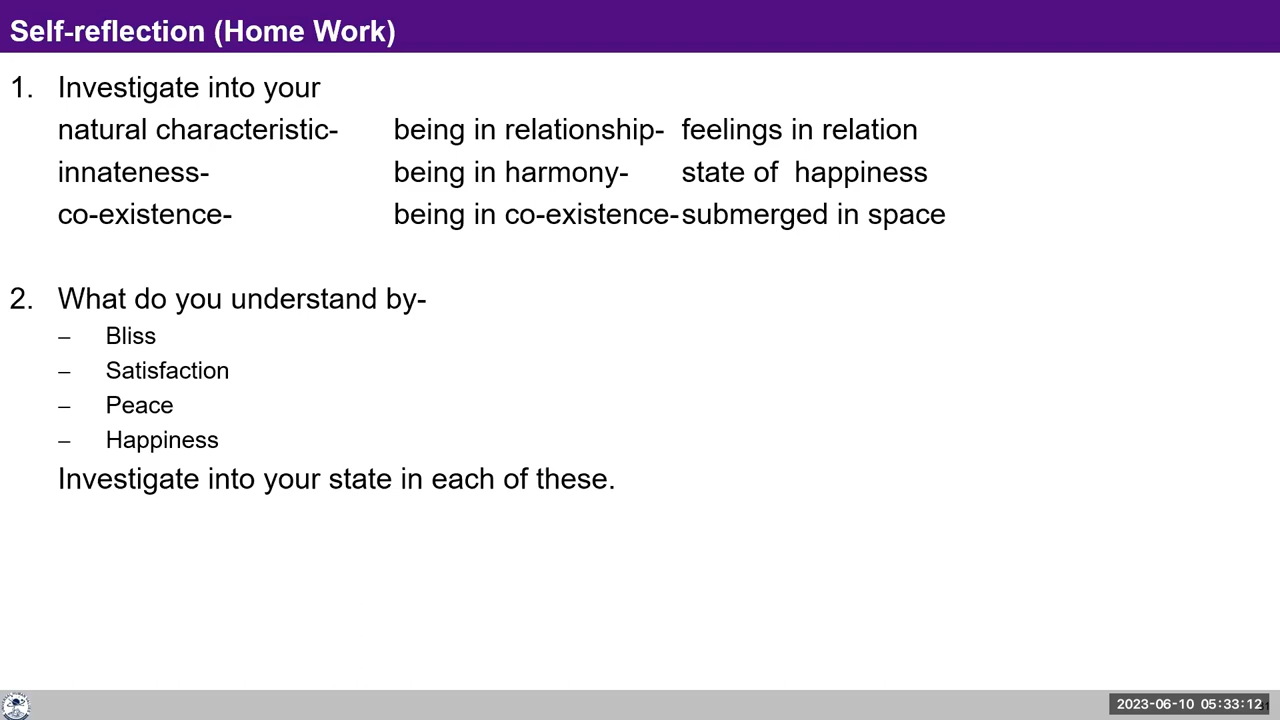 Self-reflection (Home Work)
1. Investigate into your
natural characteristic- being in relationship- feelings in relation
innateness- being in harmony- state of happiness
co-existence- being in co-existence- submerged in space
2. What do you understand by-
– Bliss
– Satisfaction
– Peace
– Happiness
Investigate into your state in each of these.
2023-06-10 05:33:12